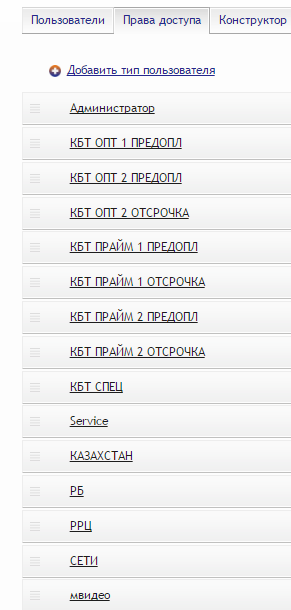 Пользователи Права доступа Конструктор
Добавить тип пользователя
Администратор
КБТ ОПТ 1 ПРЕДОПЛ
КБТ ОПТ 2 ПРЕДОПЛ
КБТ ОПТ 2 ОТСРОЧКА
КБТ ПРАЙМ 1 ПРЕДОПЛ
КБТ ПРАЙМ 1 ОТСРОЧКА
КБТ ПРАЙМ 2 ПРЕДОПЛ
КБТ ПРАЙМ 2 ОТСРОЧКА
КБТ СПЕЦ
Service
КАЗАХСТАН
РБ
РРЦ
СЕТИ
мвидео